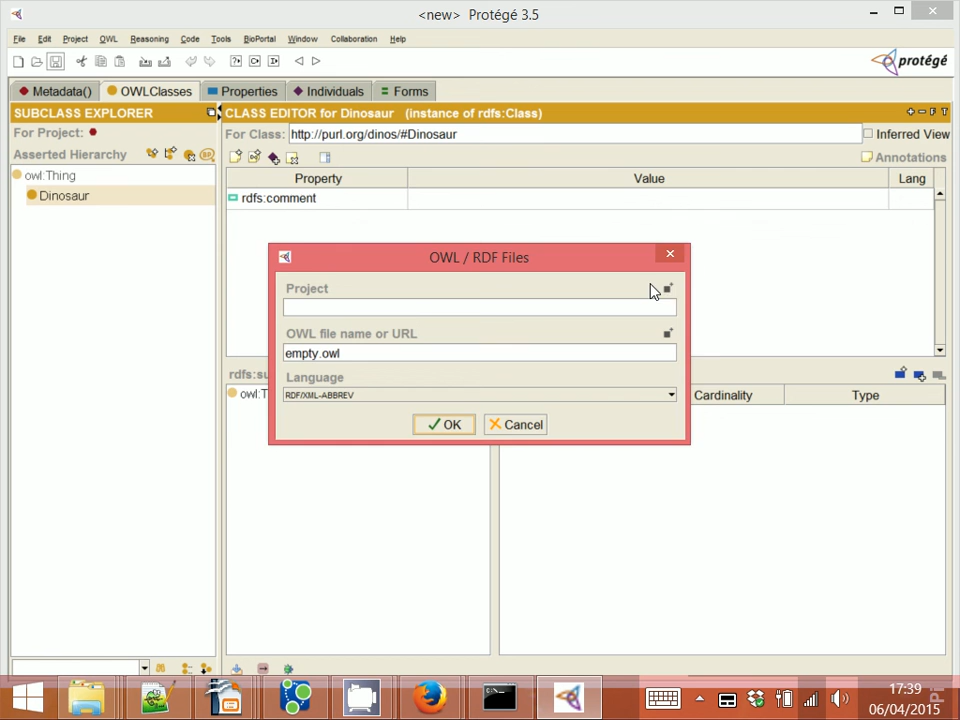 <new> Protégé 3.5
File Edit Project OWL Reasoning Code Tools BioPortal Window Collaboration Help
protégé
Metadata() OWLClasses Properties Individuals Forms
SUBCLASS EXPLORER
CLASS EDITOR for Dinosaur (instance of rdfs:Class)
For Project:
For Class: http://purl.org/dinos/#Dinosaur
Inferred View
Asserted Hierarchy
Annotations
owl:Thing
Dinosaur
Property Value Lang
rdfs:comment
OWL / RDF Files
Project
OWL file name or URL
empty.owl
Language
RDF/XML-ABBREV
OK Cancel
rdfs:su
owl:T
Cardinality Type
17:39
06/04/2015